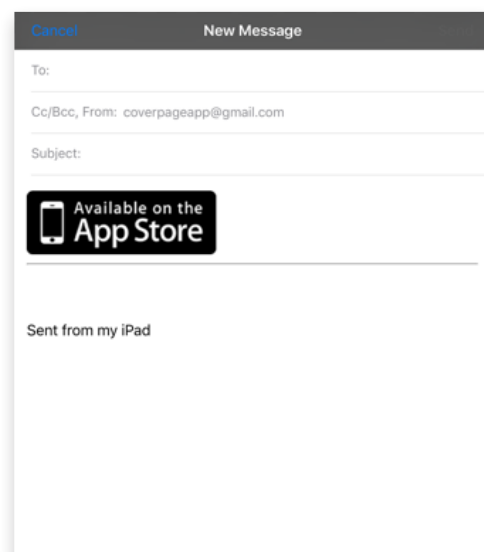 Cancel New Message
To:
Cc/Bcc, From: coverpageapp@gmail.com
Subject:
Available on the
App Store
Sent from my iPad